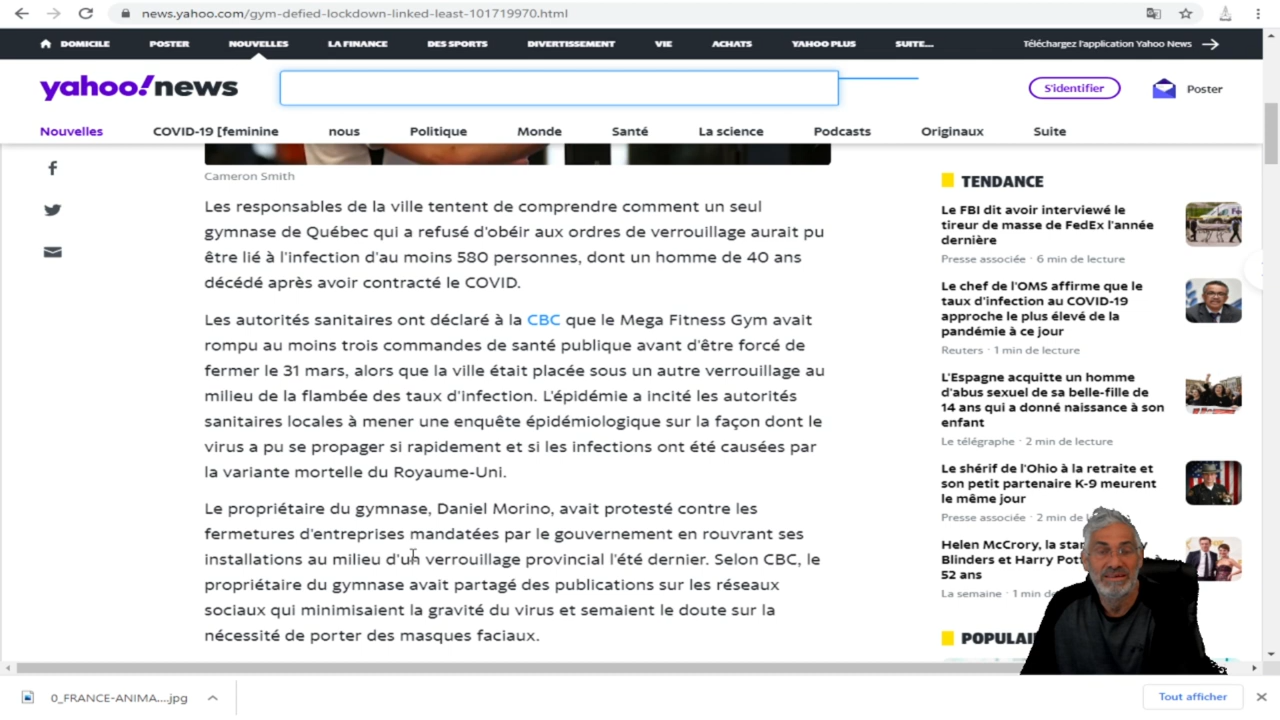 news.yahoo.com/gym-defied-lockdown-linked-least-101719970.html
DOMICILE POSTER NOUVELLES LA FINANCE DES SPORTS DIVERTISSEMENT VIE ACHATS YAHOO PLUS SUITE... Téléchargez l'application Yahoo News
yahoo!news S'identifier Poster
Nouvelles COVID-19 [feminine nous Politique Monde Santé La science Podcasts Originaux Suite
Cameron Smith
Les responsables de la ville tentent de comprendre comment un seul
gymnase de Québec qui a refusé d'obéir aux ordres de verrouillage aurait pu
être lié à l'infection d'au moins 580 personnes, dont un homme de 40 ans
décédé après avoir contracté le COVID.
Les autorités sanitaires ont déclaré à la CBC que le Mega Fitness Gym avait
rompu au moins trois commandes de santé publique avant d'être forcé de
fermer le 31 mars, alors que la ville était placée sous un autre verrouillage au
milieu de la flambée des taux d'infection. L'épidémie a incité les autorités
sanitaires locales à mener une enquête épidémiologique sur la façon dont le
virus a pu se propager si rapidement et si les infections ont été causées par
la variante mortelle du Royaume-Uni.
Le propriétaire du gymnase, Daniel Morino, avait protesté contre les
fermetures d'entreprises mandatées par le gouvernement en rouvrant ses
installations au milieu d'un verrouillage provincial l'été dernier. Selon CBC, le
propriétaire du gymnase avait partagé des publications sur les réseaux
sociaux qui minimisaient la gravité du virus et semaient le doute sur la
nécessité de porter des masques faciaux.
TENDANCE
Le FBI dit avoir interviewé le
tireur de masse de FedEx l'année
dernière
Presse associée · 6 min de lecture
Le chef de l'OMS affirme que le
taux d'infection au COVID-19
approche le plus élevé de la
pandémie à ce jour
Reuters · 1 min de lecture
L'Espagne acquitte un homme
d'abus sexuel de sa belle-fille de
14 ans qui a donné naissance à son
enfant
Le télégraphe · 2 min de lecture
Le shérif de l'Ohio à la retraite et
son petit partenaire K-9 meurent
le même jour
Presse associée · 2 min de
Helen McCrory, la
Blinders et Harry
52 ans
La semaine · 1 min
0_FRANCE-ANIMA....jpg Tout afficher